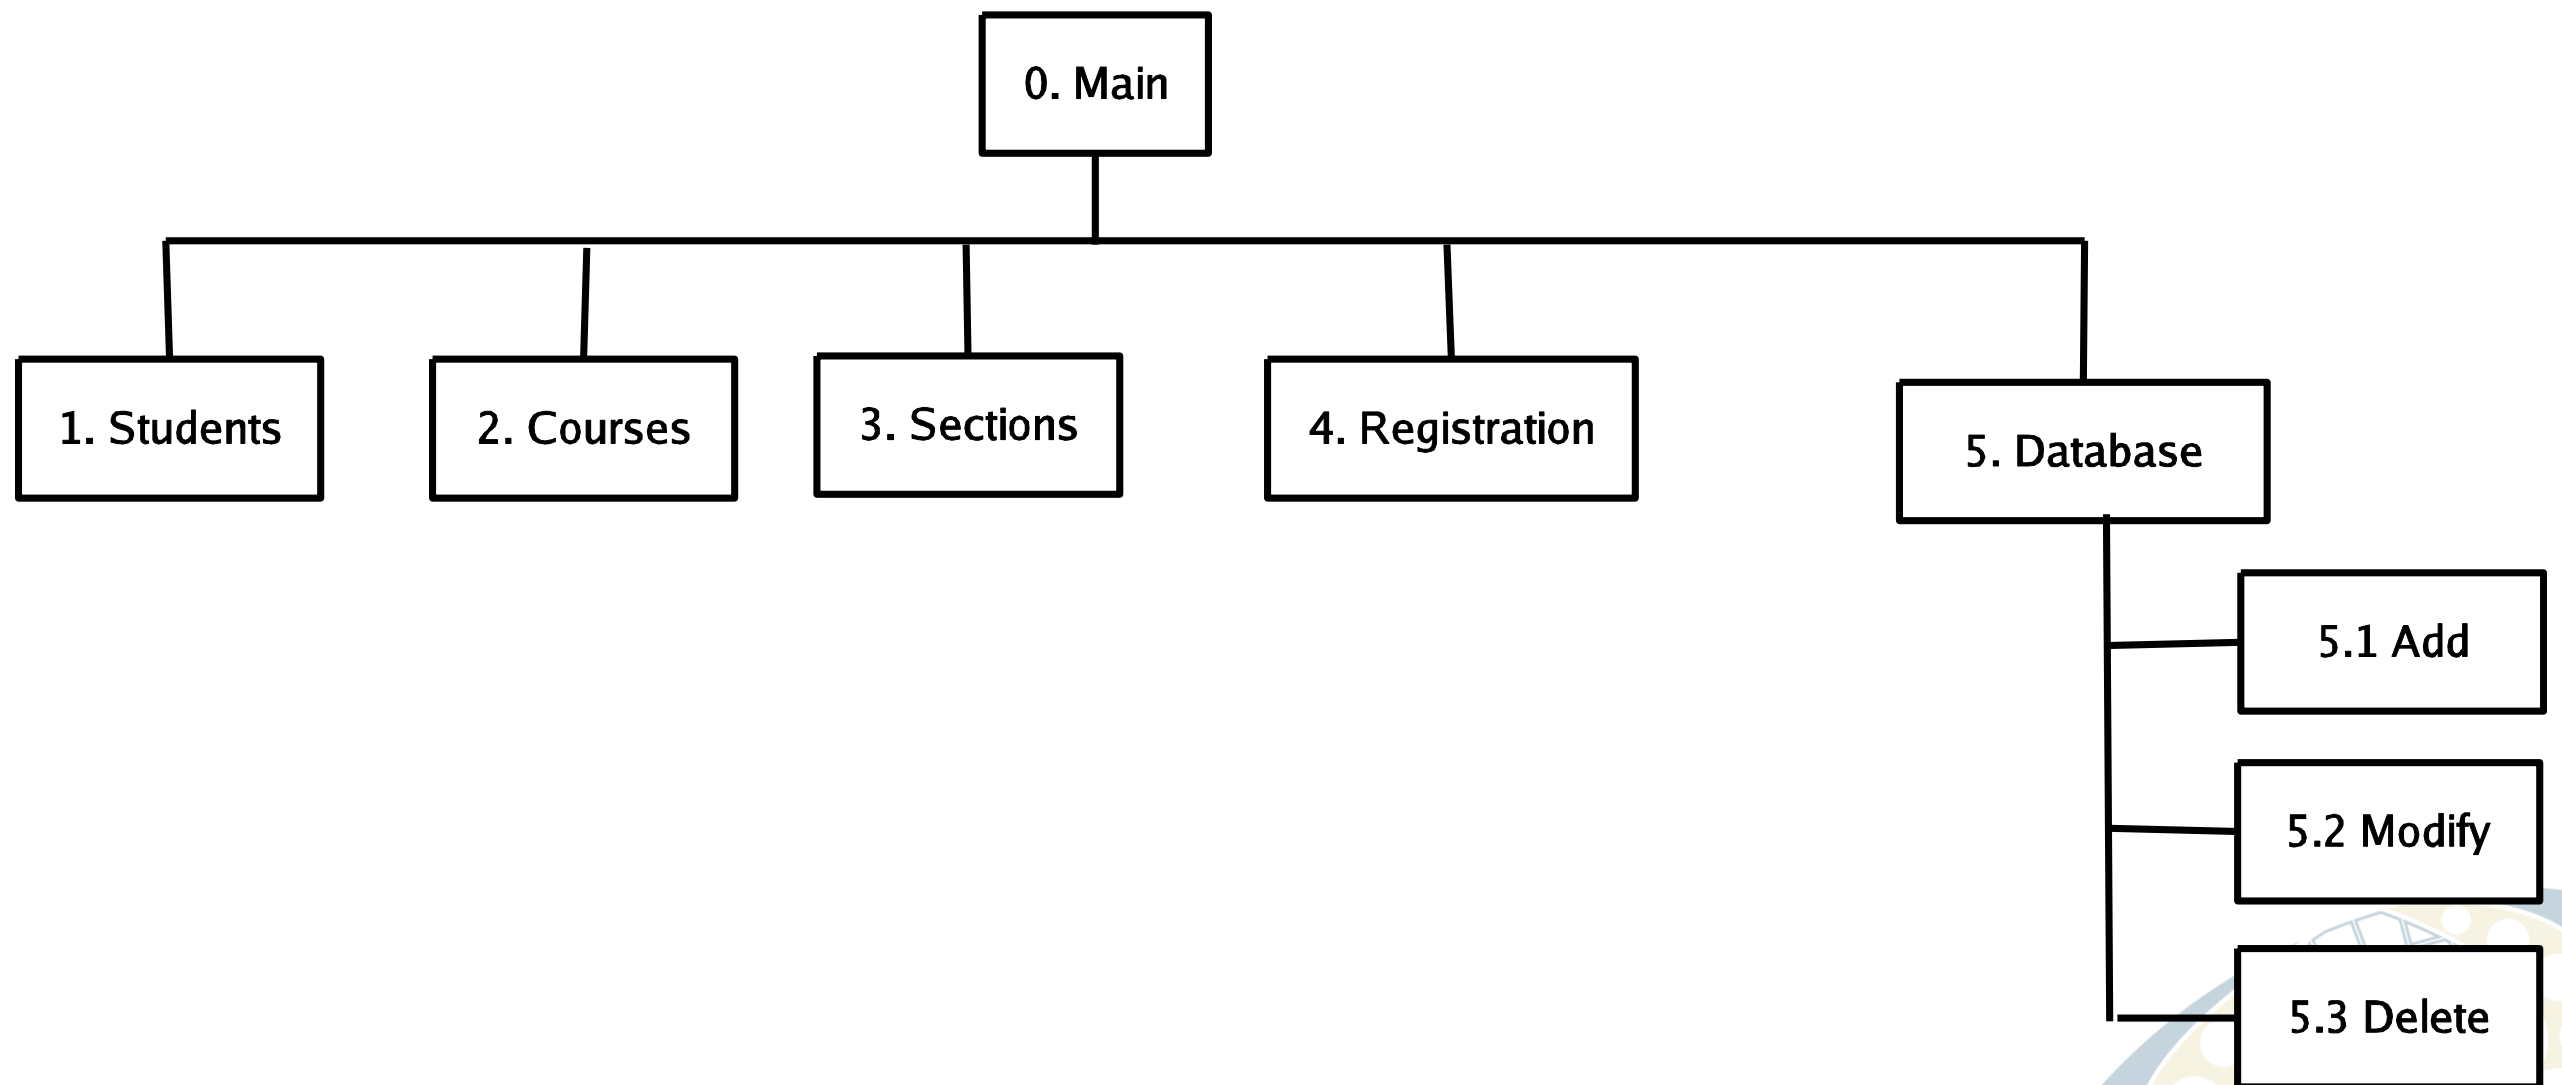 0. Main
1. Students
2. Courses
3. Sections
4. Registration
5. Database
5.1 Add
5.2 Modify
5.3 Delete